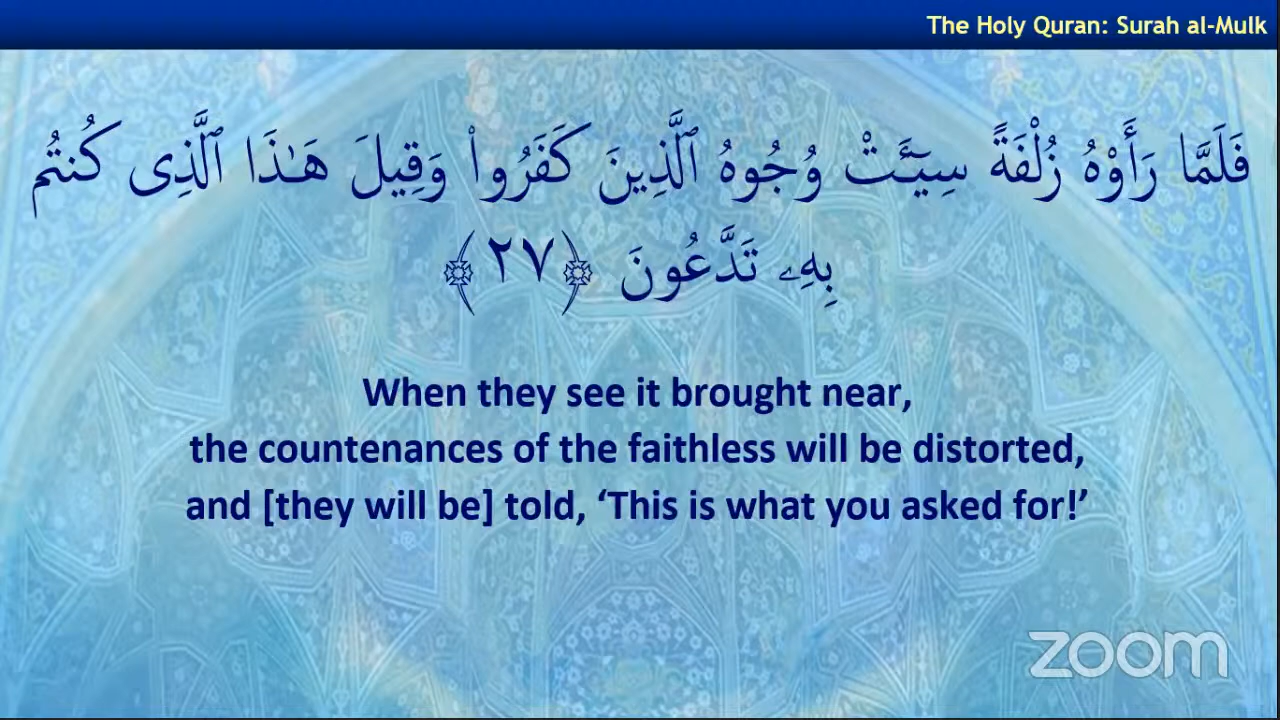 The Holy Quran: Surah al-Mulk
فَلَمَّا رَأَوْهُ زُلْفَةً سِيٓـَٔتْ وُجُوهُ ٱلَّذِينَ كَفَرُوا۟ وَقِيلَ هَـٰذَا ٱلَّذِى كُنتُم
بِهِۦ تَدَّعُونَ ﴿٢٧﴾
When they see it brought near,
the countenances of the faithless will be distorted,
and [they will be] told, ‘This is what you asked for!’
zoom